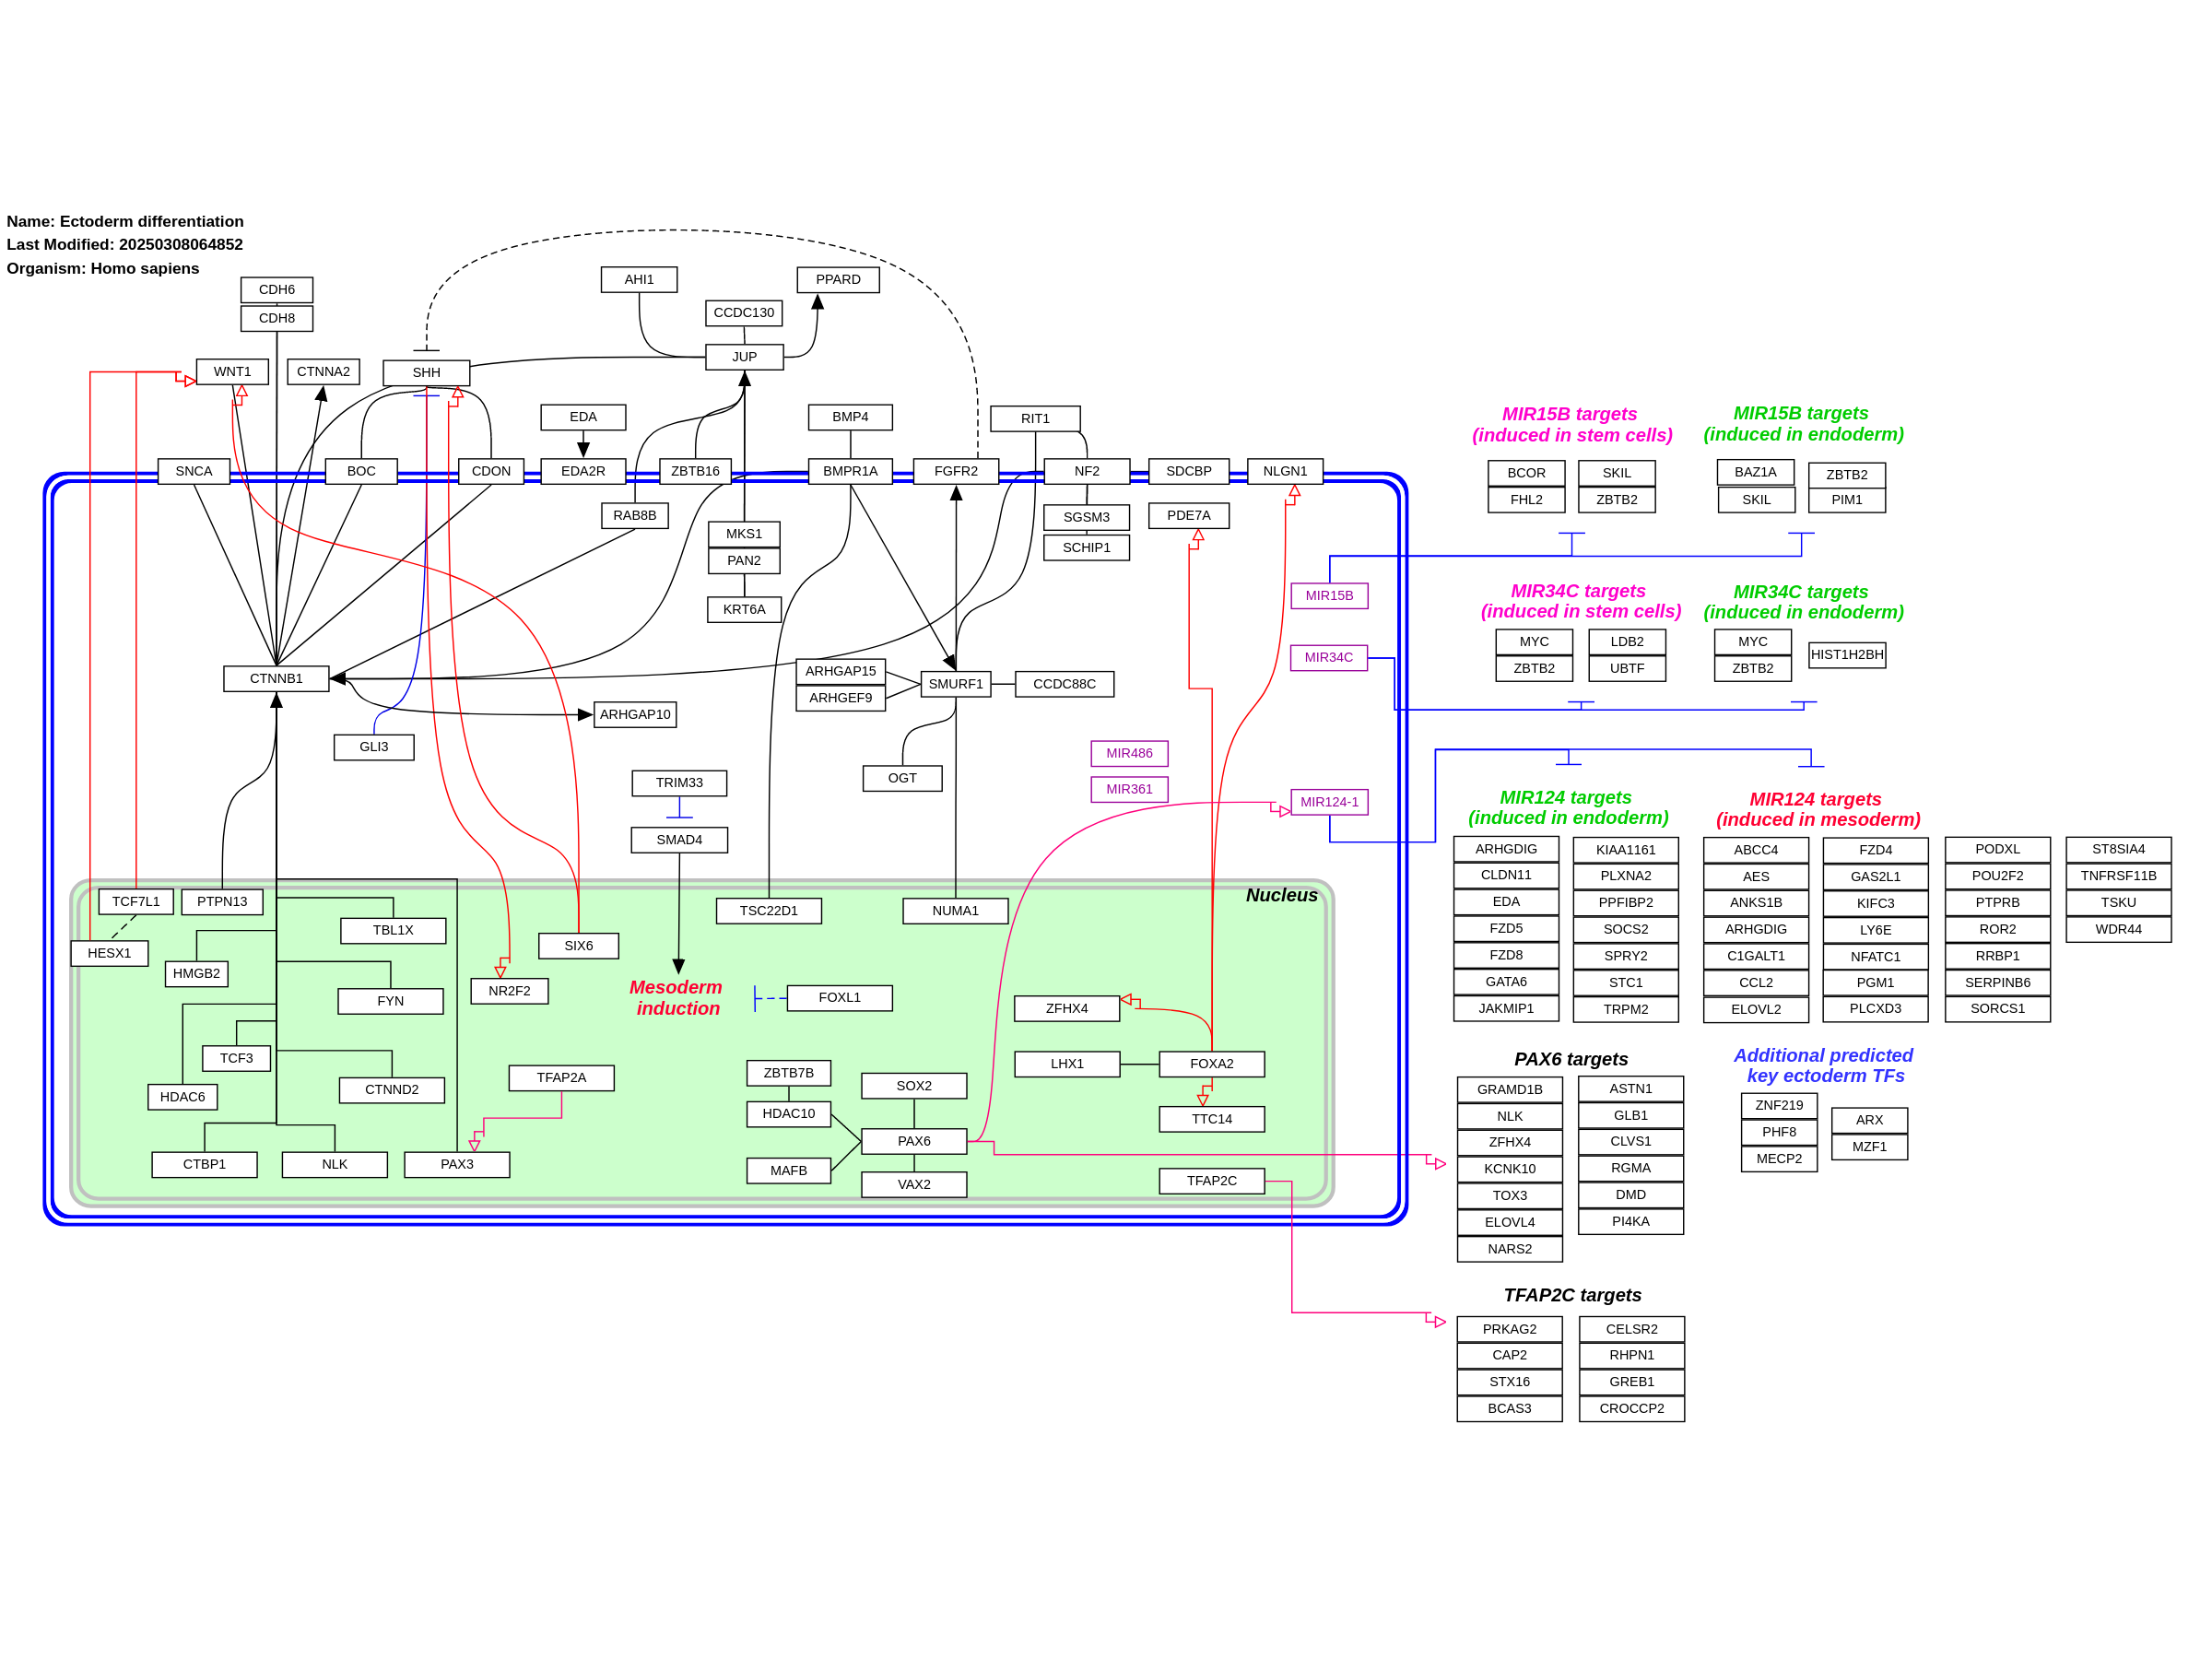 Name: Ectoderm differentiation
Last Modified: 20250308064852
Organism: Homo sapiens
CDH6
CDH8
WNT1
CTNNA2
SHH
AHI1
PPARD
CCDC130
JUP
EDA
BMP4
RIT1
SNCA
BOC
CDON
EDA2R
ZBTB16
BMPR1A
FGFR2
NF2
SDCBP
NLGN1
RAB8B
MKS1
PAN2
KRT6A
SGSM3
SCHIP1
PDE7A
MIR15B
MIR34C
CTNNB1
ARHGAP10
GLI3
ARHGAP15
ARHGEF9
SMURF1
CCDC88C
OGT
TRIM33
SMAD4
MIR486
MIR361
MIR124-1
Nucleus
TCF7L1
PTPN13
HESX1
HMGB2
TBL1X
FYN
TCF3
HDAC6
CTNND2
CTBP1
NLK
PAX3
NR2F2
SIX6
TFAP2A
Mesoderm
induction
TSC22D1
NUMA1
FOXL1
ZFHX4
LHX1
FOXA2
TTC14
ZBTB7B
HDAC10
MAFB
SOX2
PAX6
VAX2
TFAP2C
MIR15B targets
(induced in stem cells)
BCOR
FHL2
SKIL
ZBTB2
MIR15B targets
(induced in endoderm)
BAZ1A
SKIL
ZBTB2
PIM1
MIR34C targets
(induced in stem cells)
MYC
ZBTB2
LDB2
UBTF
MIR34C targets
(induced in endoderm)
MYC
ZBTB2
HIST1H2BH
MIR124 targets
(induced in endoderm)
ARHGDIG
CLDN11
EDA
FZD5
FZD8
GATA6
JAKMIP1
KIAA1161
PLXNA2
PPFIBP2
SOCS2
SPRY2
STC1
TRPM2
MIR124 targets
(induced in mesoderm)
ABCC4
AES
ANKS1B
ARHGDIG
C1GALT1
CCL2
ELOVL2
FZD4
GAS2L1
KIFC3
LY6E
NFATC1
PGM1
PLCXD3
PODXL
POU2F2
PTPRB
ROR2
RRBP1
SERPINB6
SORCS1
ST8SIA4
TNFRSF11B
TSKU
WDR44
PAX6 targets
GRAMD1B
NLK
ZFHX4
KCNK10
TOX3
ELOVL4
NARS2
ASTN1
GLB1
CLVS1
RGMA
DMD
PI4KA
Additional predicted
key ectoderm TFs
ZNF219
PHF8
MECP2
ARX
MZF1
TFAP2C targets
PRKAG2
CAP2
STX16
BCAS3
CELSR2
RHPN1
GREB1
CROCCP2